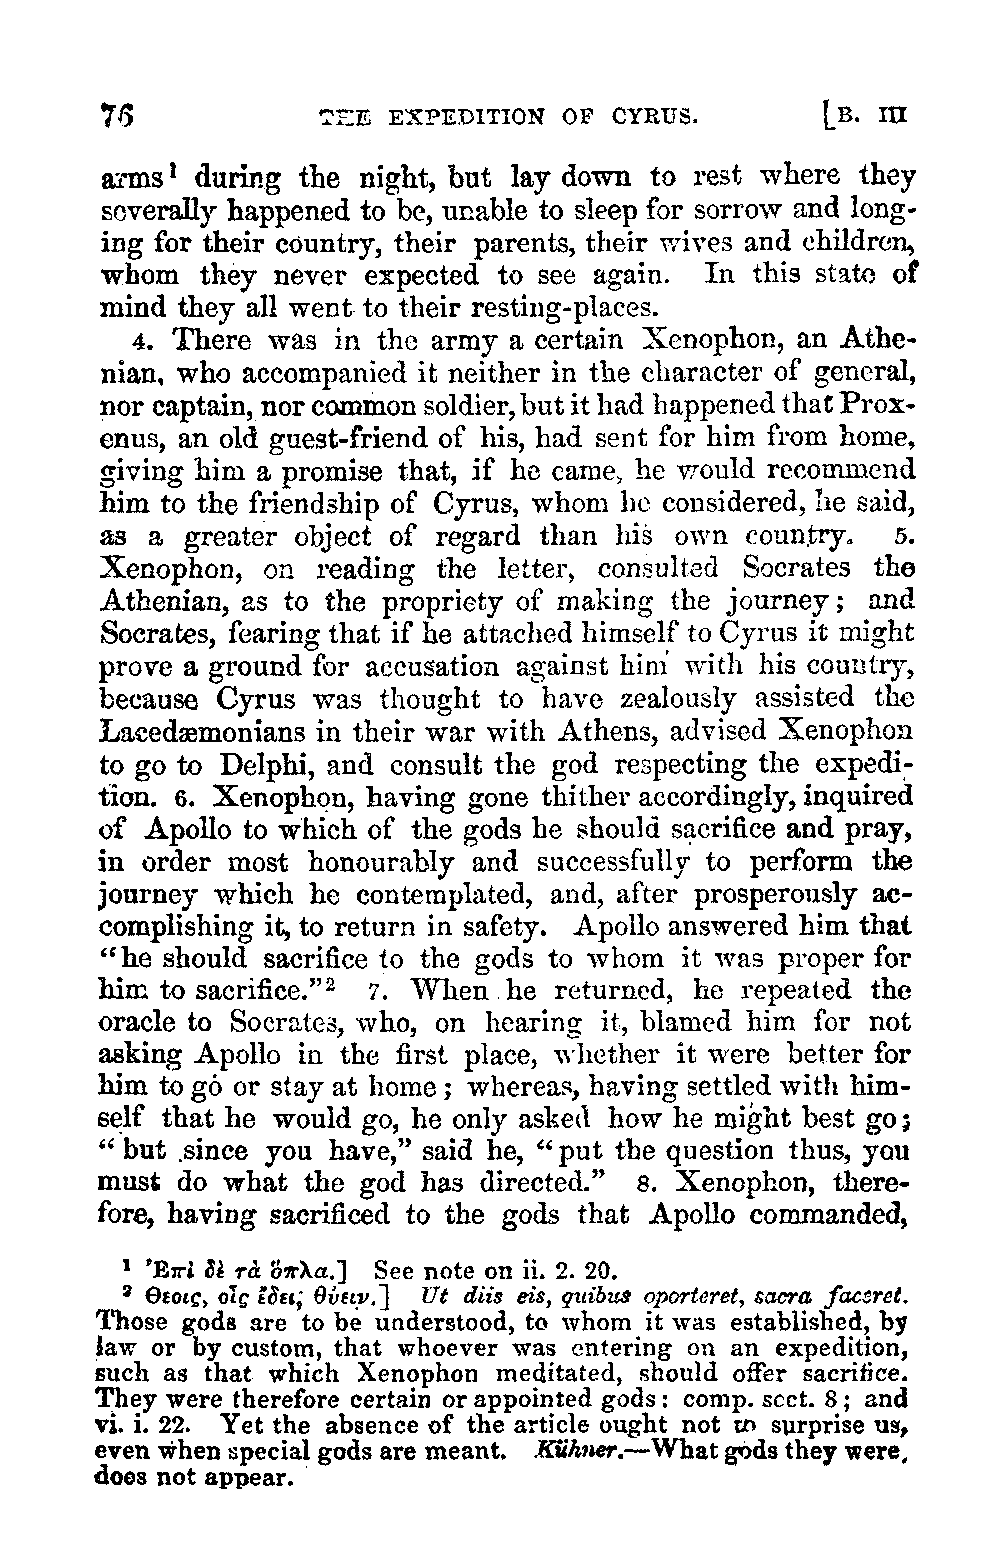 76 THE EXPEDITION OF CYRUS. [B. III
arms¹ during the night, but lay down to rest where they
severally happened to be, unable to sleep for sorrow and long-
ing for their country, their parents, their wives and children,
whom they never expected to see again. In this state of
mind they all went to their resting-places.
4. There was in the army a certain Xenophon, an Athe-
nian, who accompanied it neither in the character of general,
nor captain, nor common soldier, but it had happened that Prox-
enus, an old guest-friend of his, had sent for him from home,
giving him a promise that, if he came, he would recommend
him to the friendship of Cyrus, whom he considered, he said,
as a greater object of regard than his own country. 5.
Xenophon, on reading the letter, consulted Socrates the
Athenian, as to the propriety of making the journey; and
Socrates, fearing that if he attached himself to Cyrus it might
prove a ground for accusation against him with his country,
because Cyrus was thought to have zealously assisted the
Lacedæmonians in their war with Athens, advised Xenophon
to go to Delphi, and consult the god respecting the expedi-
tion. 6. Xenophon, having gone thither accordingly, inquired
of Apollo to which of the gods he should sacrifice and pray,
in order most honourably and successfully to perform the
journey which he contemplated, and, after prosperously ac-
complishing it, to return in safety. Apollo answered him that
"he should sacrifice to the gods to whom it was proper for
him to sacrifice."² 7. When he returned, he repeated the
oracle to Socrates, who, on hearing it, blamed him for not
asking Apollo in the first place, whether it were better for
him to go or stay at home; whereas, having settled with him-
self that he would go, he only asked how he might best go;
"but since you have," said he, "put the question thus, you
must do what the god has directed." 8. Xenophon, there-
fore, having sacrificed to the gods that Apollo commanded,
¹ Ἐπὶ δὲ τὰ ὅπλα.] See note on ii. 2. 20.
² Θεοις, οἷς ἔδει; θύειν.] Ut diis eis, quibus oporteret, sacra faceret.
Those gods are to be understood, to whom it was established, by
law or by custom, that whoever was entering on an expedition,
such as that which Xenophon meditated, should offer sacrifice.
They were therefore certain or appointed gods: comp. sect. 8; and
vi. i. 22. Yet the absence of the article ought not to surprise us,
even when special gods are meant. Kühner.—What gods they were,
does not appear.